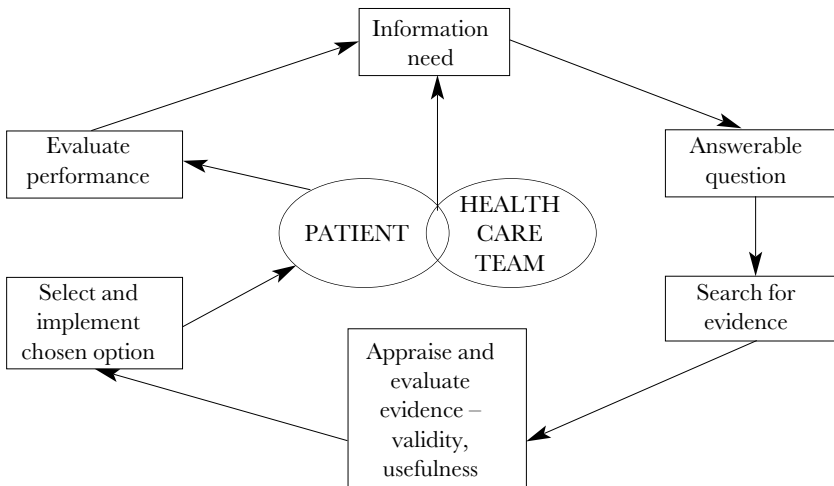 Information
need
Evaluate
performance
Answerable
question
PATIENT
HEALTH
CARE
TEAM
Select and
implement
chosen option
Search for
evidence
Appraise and
evaluate
evidence –
validity,
usefulness